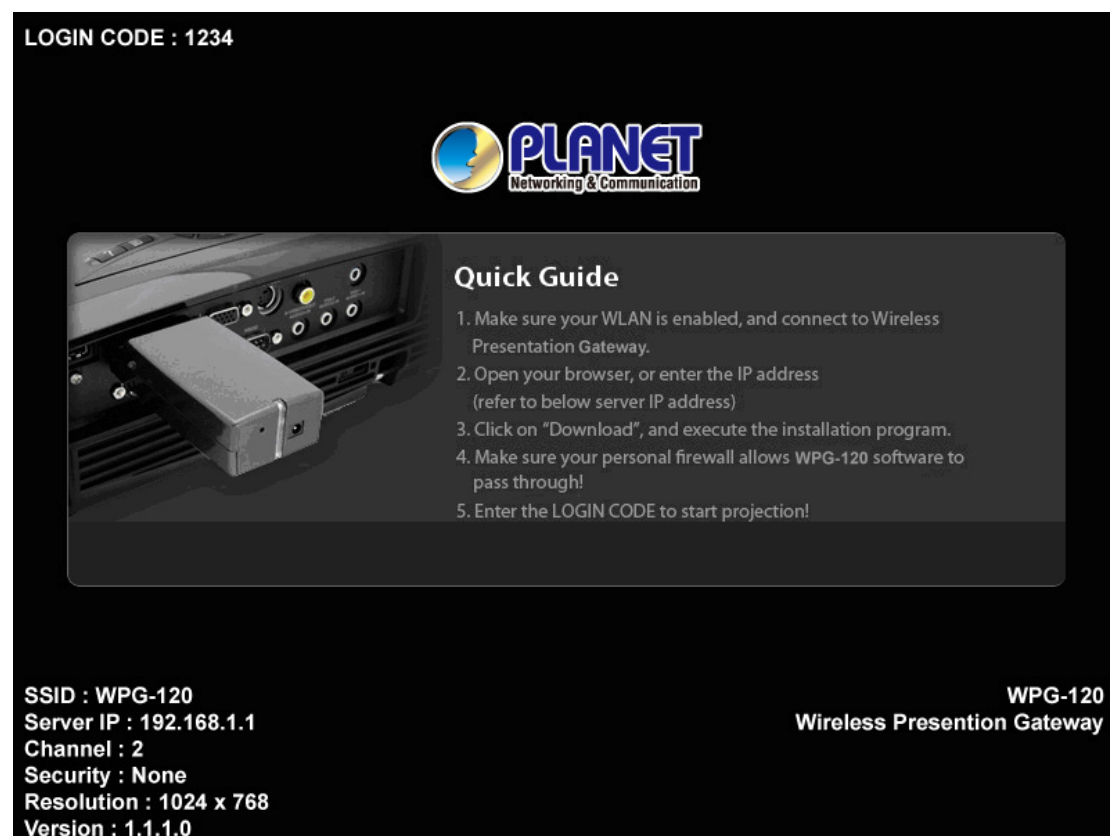 LOGIN CODE : 1234
PLANET
Networking & Communication
Quick Guide
1. Make sure your WLAN is enabled, and connect to Wireless
Presentation Gateway.
2. Open your browser, or enter the IP address
(refer to below server IP address)
3. Click on "Download", and execute the installation program.
4. Make sure your personal firewall allows WPG-120 software to
pass through!
5. Enter the LOGIN CODE to start projection!
SSID : WPG-120
Server IP : 192.168.1.1
Channel : 2
Security : None
Resolution : 1024 x 768
Version : 1.1.1.0
WPG-120
Wireless Presention Gateway